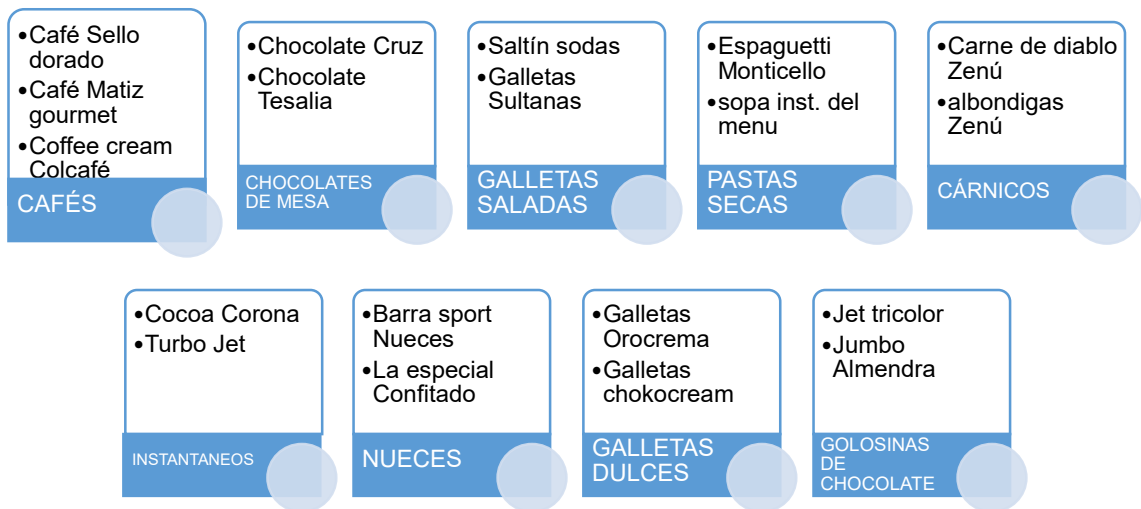 •Café Sello
dorado
•Café Matiz
gourmet
•Coffee cream
Colcafé
CAFÉS
•Chocolate Cruz
•Chocolate
Tesalia
CHOCOLATES
DE MESA
•Saltín sodas
•Galletas
Sultanas
GALLETAS
SALADAS
•Espaguetti
Monticello
•sopa inst. del
menu
PASTAS
SECAS
•Carne de diablo
Zenú
•albondigas
Zenú
CÁRNICOS
•Cocoa Corona
•Turbo Jet
INSTANTANEOS
•Barra sport
Nueces
•La especial
Confitado
NUECES
•Galletas
Orocrema
•Galletas
chokocream
GALLETAS
DULCES
•Jet tricolor
•Jumbo
Almendra
GOLOSINAS
DE
CHOCOLATE